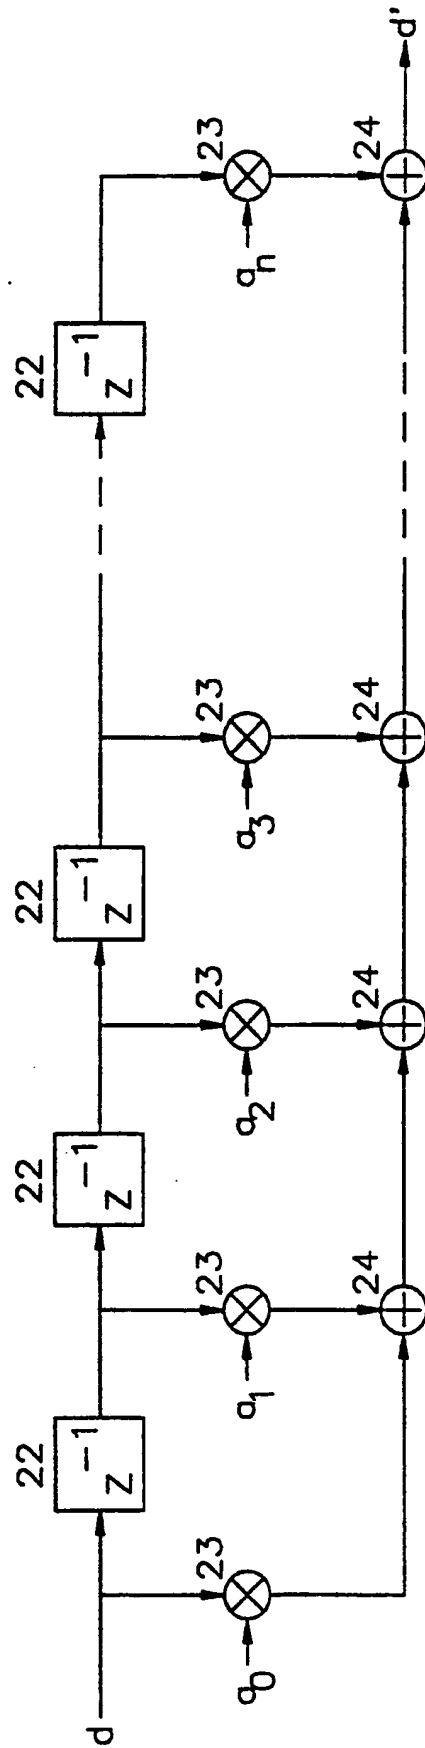 22 22 22 22
d z⁻¹ z⁻¹ z⁻¹ z⁻¹
23 23 23 23 23
a₀ a₁ a₂ a₃ aₙ
24 24 24 24
d'